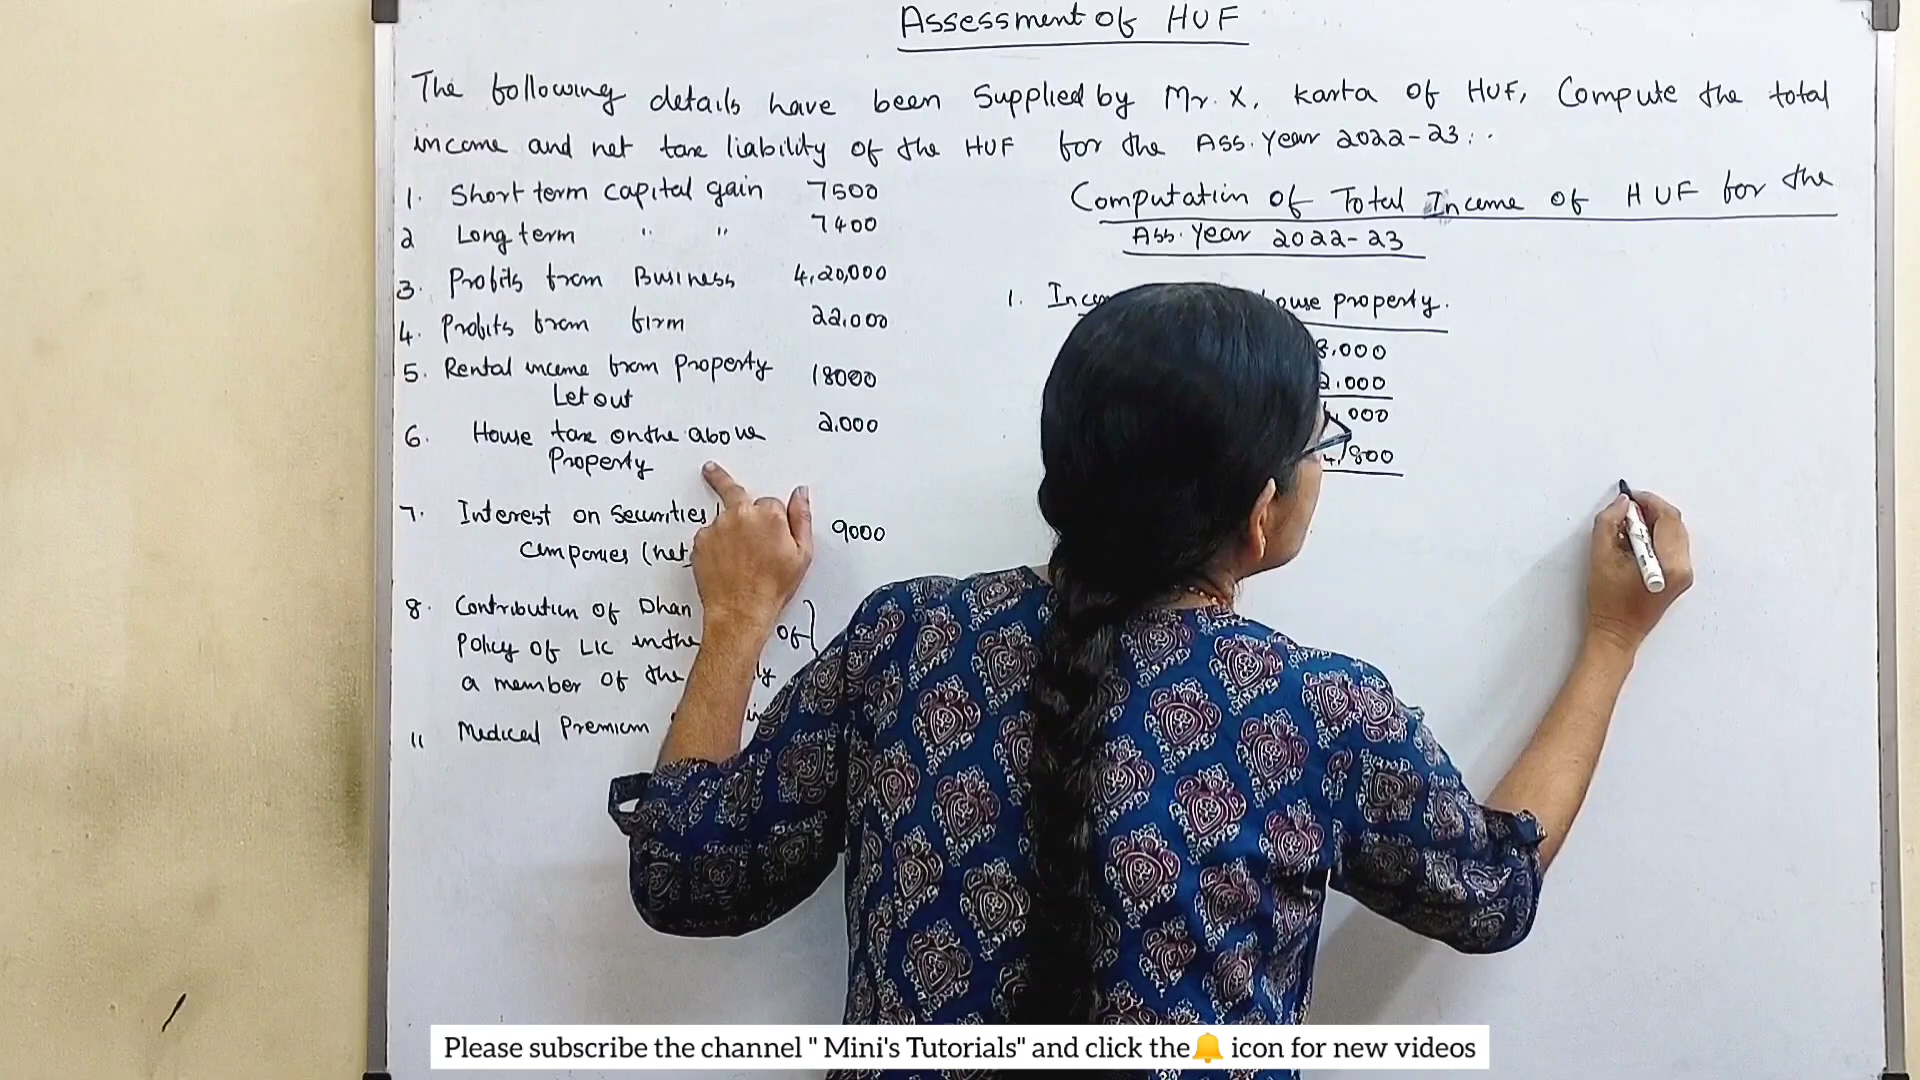 Assessment of HUF
The following details have been supplied by Mr. X, karta of HUF, Compute the total
income and net tax liability of the HUF for the Ass. Year 2022-23:.
1. Short term capital gain 7500
2 Long term " " 7400
3. Profits from Business 4,20,000
4. Profits from firm 22,000
5. Rental income from property 18000
Let out
6. House tax on the above 2,000
Property
7. Interest on Securities
Companies (net) 9000
8. Contribution of Dhan
Policy of LIC in the of
a member of the
11 Medical Premium
Computation of Total Income of HUF for the
Ass. Year 2022-23
1. house property.
8,000
2,000
,000
4,800
Please subscribe the channel " Mini's Tutorials" and click the🔔 icon for new videos